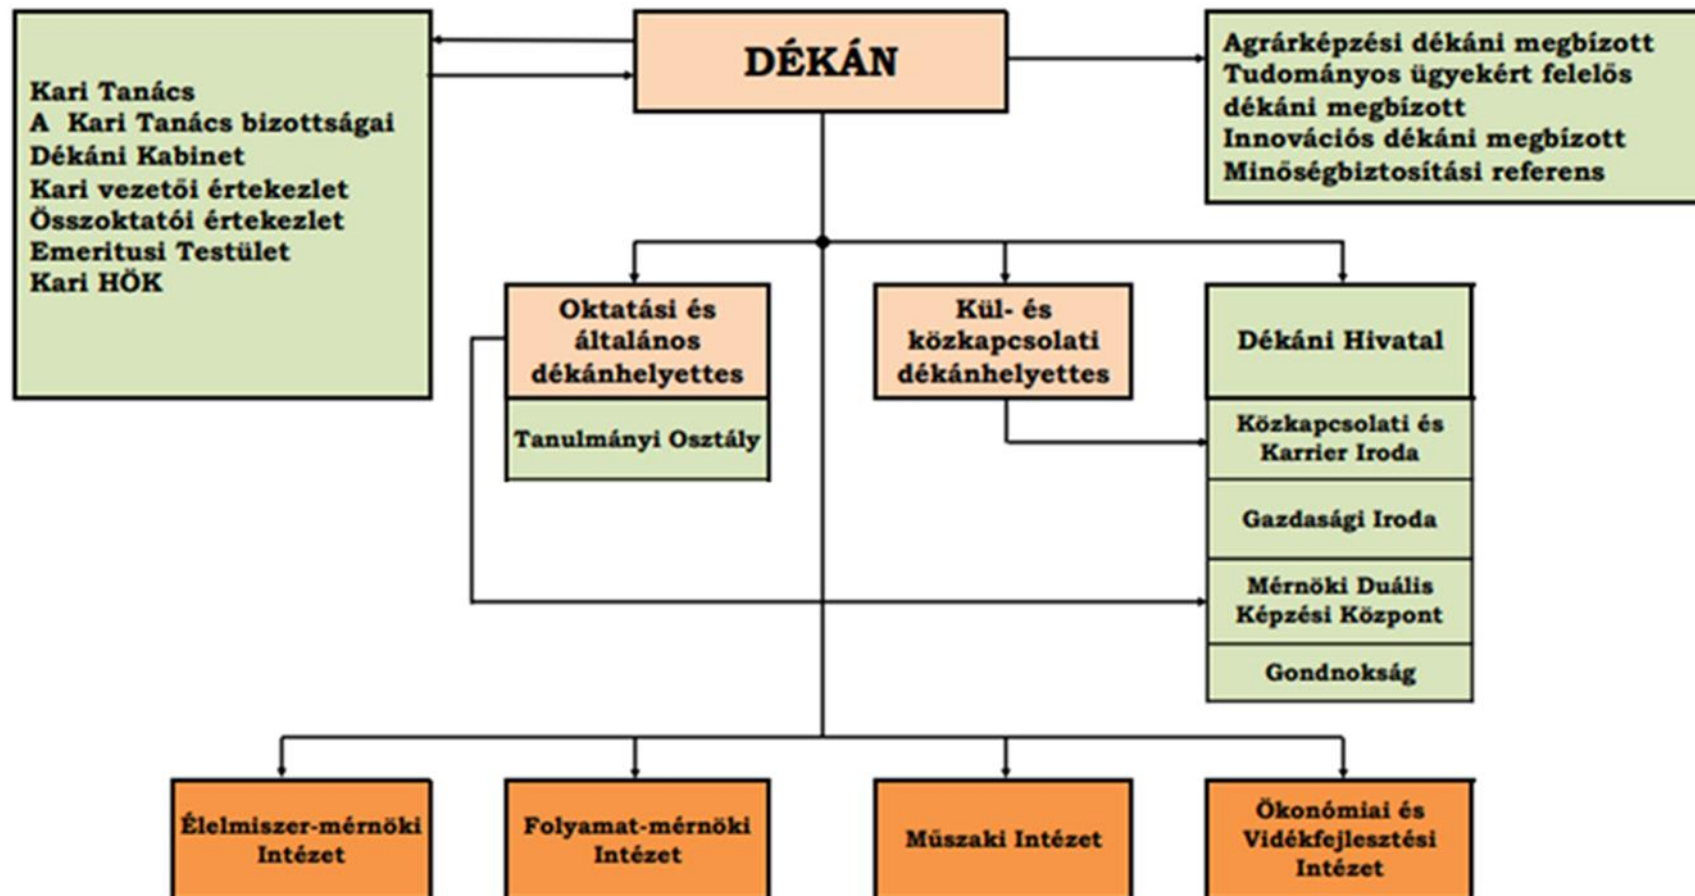 DÉKÁN
Kari Tanács
A Kari Tanács bizottságai
Dékáni Kabinet
Kari vezetői értekezlet
Összoktatói értekezlet
Emeritusi Testület
Kari HÖK
Agrárképzési dékáni megbízott
Tudományos ügyekért felelős
dékáni megbízott
Innovációs dékáni megbízott
Minőségbiztosítási referens
Oktatási és
általános
dékánhelyettes
Tanulmányi Osztály
Kül- és
közkapcsolati
dékánhelyettes
Dékáni Hivatal
Közkapcsolati és
Karrier Iroda
Gazdasági Iroda
Mérnöki Duális
Képzési Központ
Gondnokság
Élelmiszer-mérnöki
Intézet
Folyamat-mérnöki
Intézet
Műszaki Intézet
Ökonómiai és
Vidékfejlesztési
Intézet